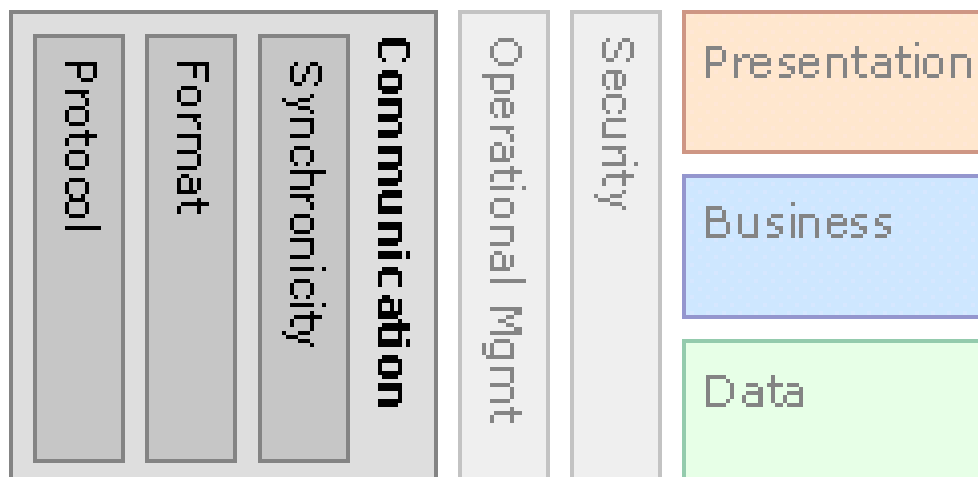 Protocol
Format
Synchronicity
Communication
Operational Mgmt
Security
Presentation
Business
Data